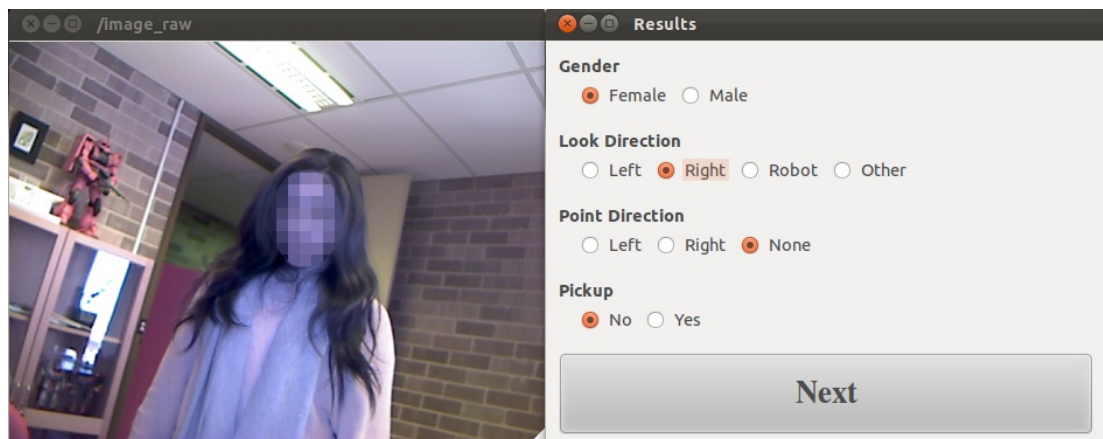 /image_raw
Results
Gender
Female Male
Look Direction
Left Right Robot Other
Point Direction
Left Right None
Pickup
No Yes
Next